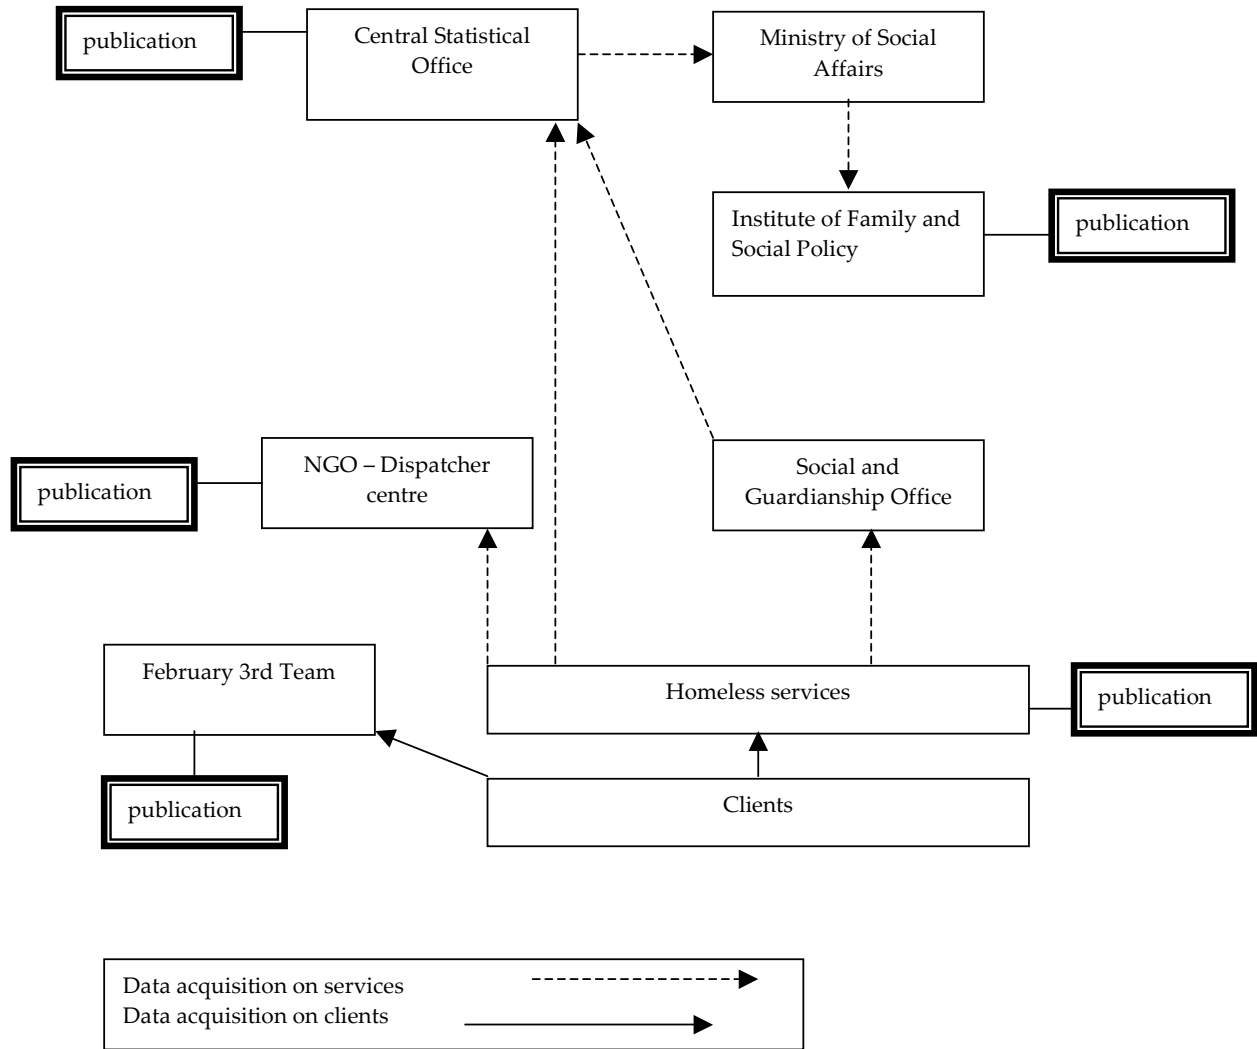 publication
Central Statistical
Office
Ministry of Social
Affairs
Institute of Family and
Social Policy
publication
publication
NGO – Dispatcher
centre
Social and
Guardianship Office
February 3rd Team
Homeless services
publication
publication
Clients
Data acquisition on services
Data acquisition on clients